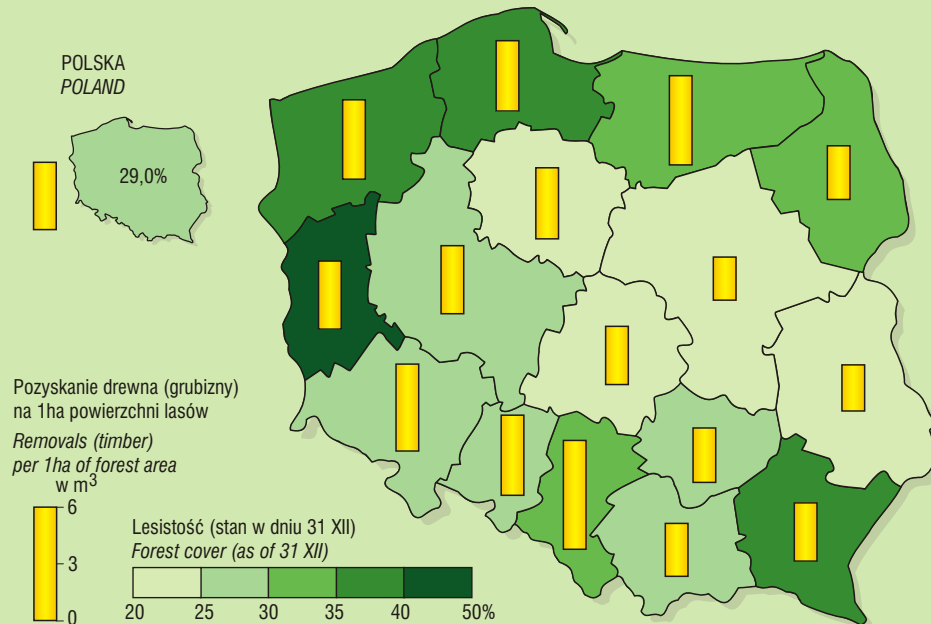 POLSKA
POLAND
29,0%
Pozyskanie drewna (grubizny)
na 1ha powierzchni lasów
Removals (timber)
per 1ha of forest area
w m³
6
3
0
Lesistość (stan w dniu 31 XII)
Forest cover (as of 31 XII)
20 25 30 35 40 50%